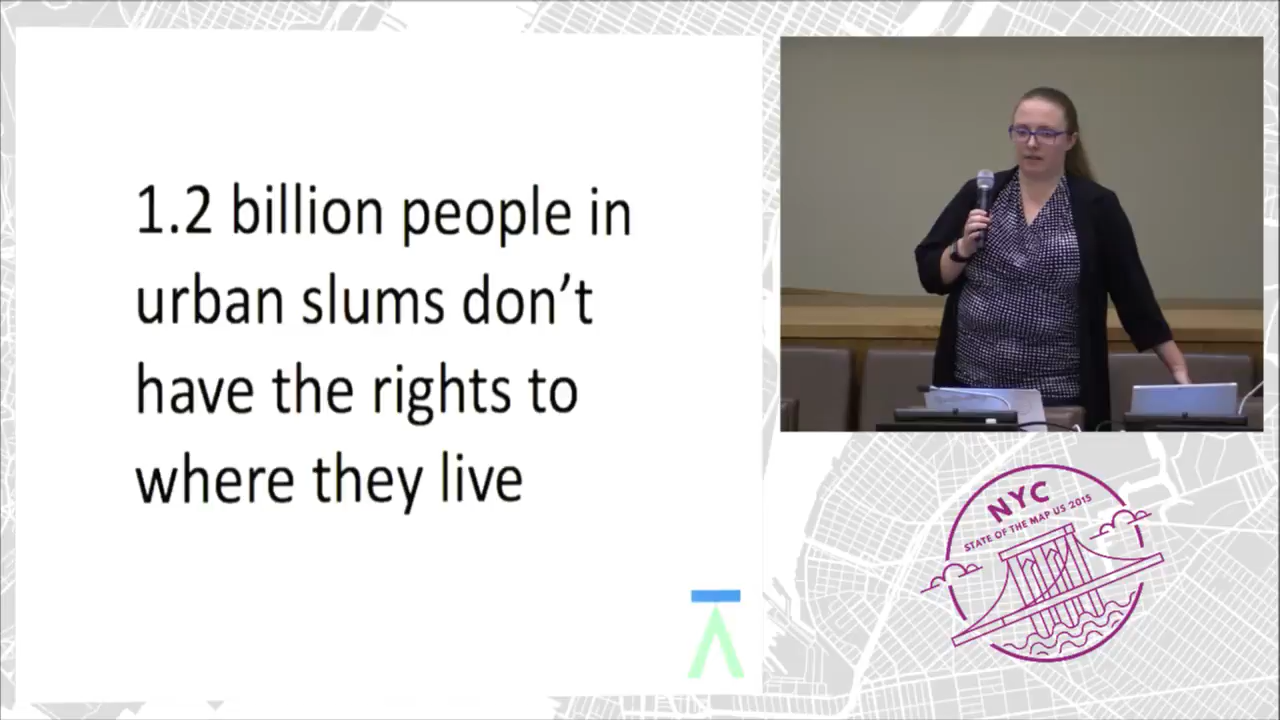 1.2 billion people in
urban slums don't
have the rights to
where they live
NYC
STATE OF THE MAP US 2015